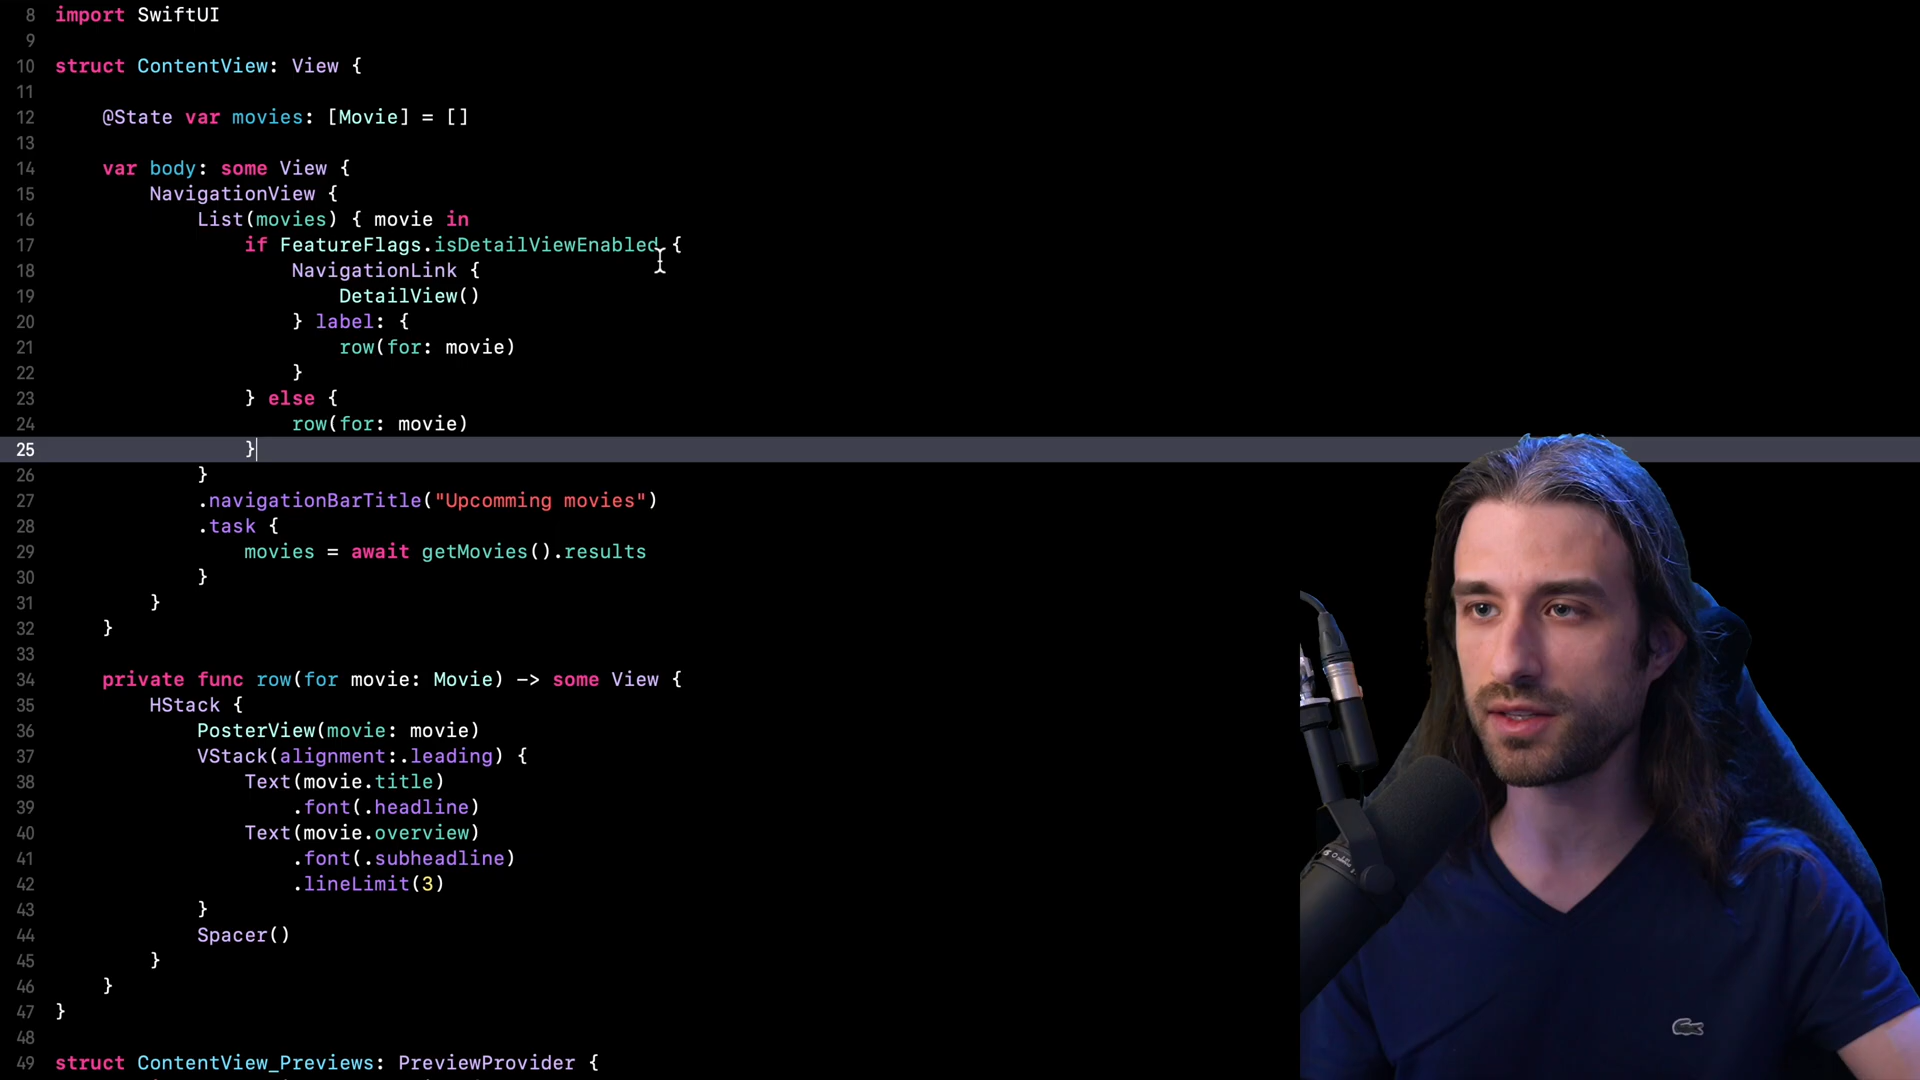 8 import SwiftUI
9
10 struct ContentView: View {
11
12 @State var movies: [Movie] = []
13
14 var body: some View {
15 NavigationView {
16 List(movies) { movie in
17 if FeatureFlags.isDetailViewEnabled {
18 NavigationLink {
19 DetailView()
20 } label: {
21 row(for: movie)
22 }
23 } else {
24 row(for: movie)
25 }
26 }
27 .navigationBarTitle("Upcomming movies")
28 .task {
29 movies = await getMovies().results
30 }
31 }
32 }
33
34 private func row(for movie: Movie) -> some View {
35 HStack {
36 PosterView(movie: movie)
37 VStack(alignment:.leading) {
38 Text(movie.title)
39 .font(.headline)
40 Text(movie.overview)
41 .font(.subheadline)
42 .lineLimit(3)
43 }
44 Spacer()
45 }
46 }
47 }
48
49 struct ContentView_Previews: PreviewProvider {